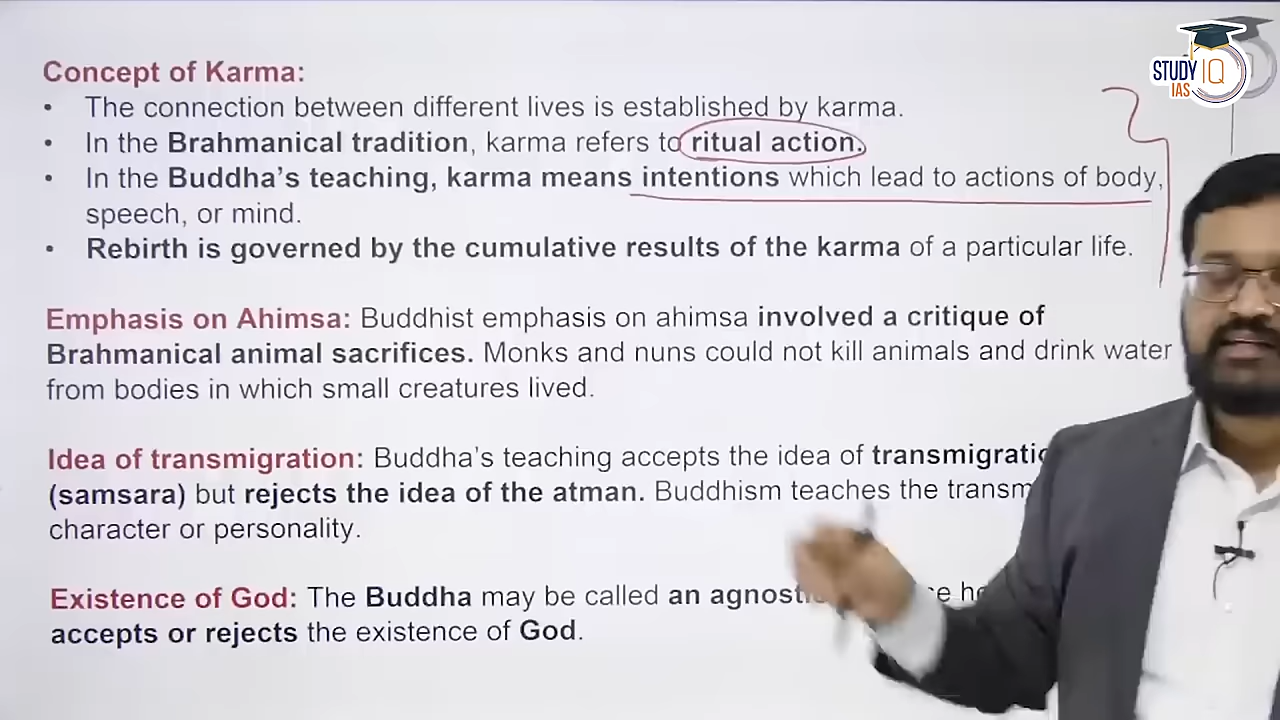 Concept of Karma:
• The connection between different lives is established by karma.
• In the Brahmanical tradition, karma refers to ritual action.
• In the Buddha’s teaching, karma means intentions which lead to actions of body,
speech, or mind.
• Rebirth is governed by the cumulative results of the karma of a particular life.
Emphasis on Ahimsa: Buddhist emphasis on ahimsa involved a critique of
Brahmanical animal sacrifices. Monks and nuns could not kill animals and drink water
from bodies in which small creatures lived.
Idea of transmigration: Buddha’s teaching accepts the idea of
(samsara) but rejects the idea of the atman. Buddhism teaches the
character or personality.
Existence of God: The Buddha may be called an
accepts or rejects the existence of God.
STUDY IQ
IAS